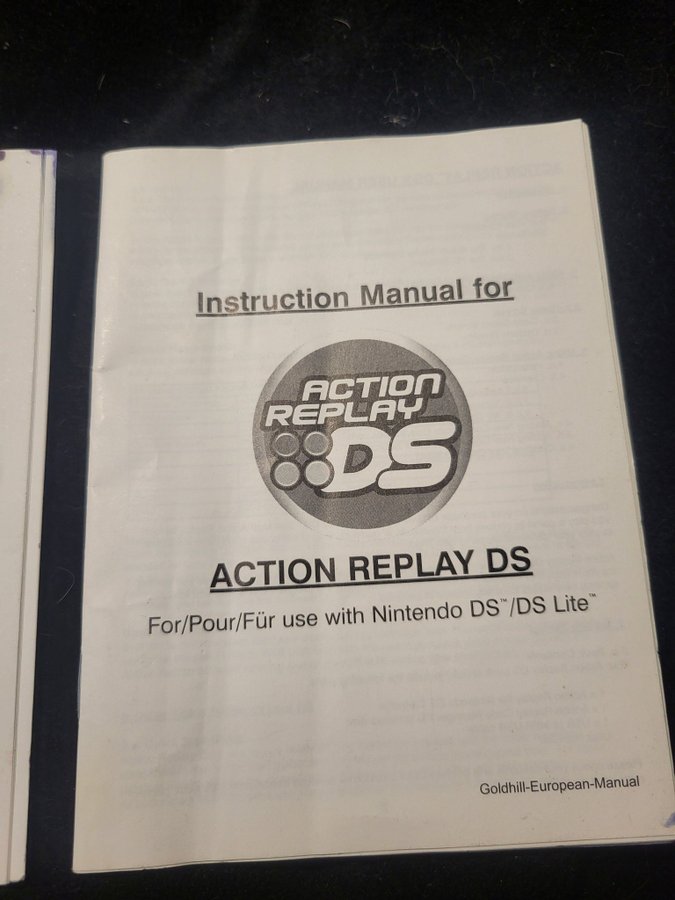 Instruction Manual for
ACTION
REPLAY
DS
ACTION REPLAY DS
For/Pour/Für use with Nintendo DS™/DS Lite™
Goldhill-European-Manual